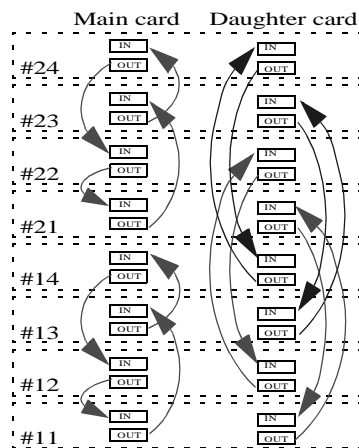 Main card Daughter card
IN IN
OUT OUT
#24
IN IN
OUT OUT
#23
IN IN
OUT OUT
#22
IN IN
OUT OUT
#21
IN IN
OUT OUT
#14
IN IN
OUT OUT
#13
IN IN
OUT OUT
#12
IN IN
OUT OUT
#11